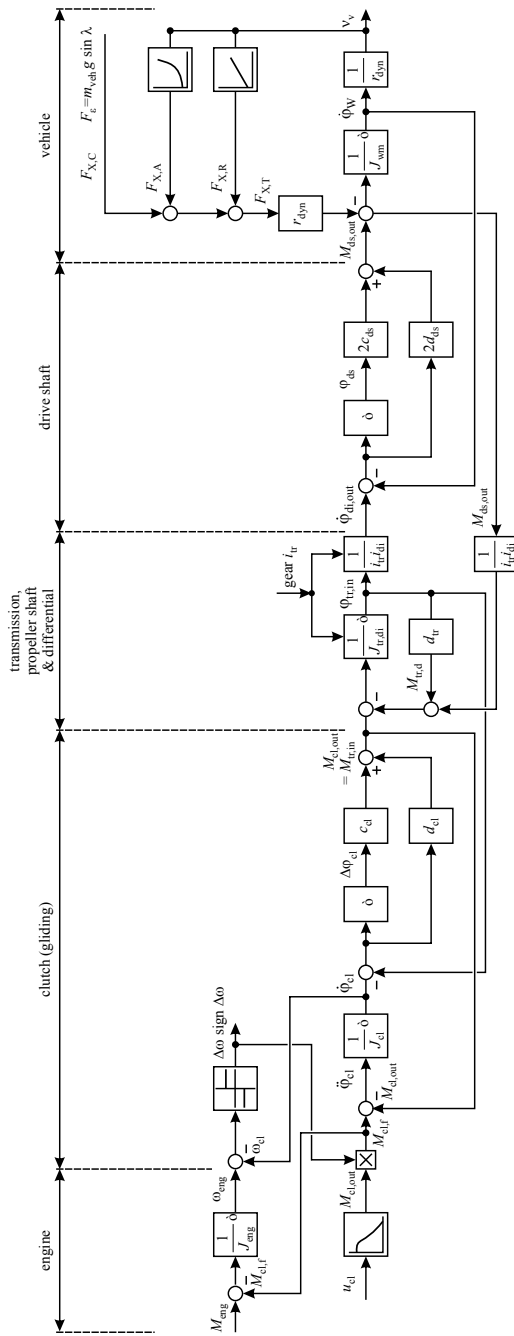 engine
clutch (gliding)
transmission,
propeller shaft
& differential
drive shaft
vehicle
M_eng
M_cl,f
1/J_eng ò
ω_eng
ω_cl
Δω sign Δω
u_cl
M_cl,out
M_cl,f
M_cl,out
φ̈_cl
1/J_cl ò
φ̇_cl
ò
Δφ_cl
c_cl
d_cl
M_cl,out
= M_tr,in
gear i_tr
1/J_tr,di ò
φ̇_tr,in
1/i_tr i_di
d_tr
M_tr,d
φ̇_di,out
ò
φ_ds
2c_ds
2d_ds
M_ds,out
1/i_tr i_di
M_ds,out
F_X,C
F_ε=m_veh g sin λ
F_X,A
F_X,R
F_X,T
r_dyn
1/J_wm ò
φ̇_W
1/r_dyn
v_v